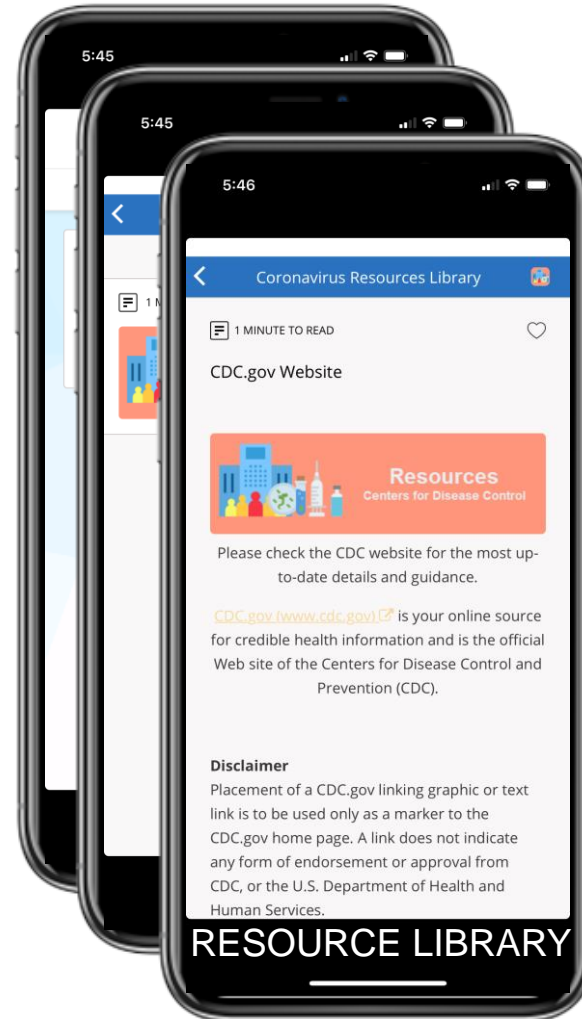 5:45
5:45
5:46
Coronavirus Resources Library
1 M
1 MINUTE TO READ
CDC.gov Website
Resources
Centers for Disease Control
Please check the CDC website for the most up-
to-date details and guidance.
CDC.gov (www.cdc.gov) is your online source
for credible health information and is the official
Web site of the Centers for Disease Control and
Prevention (CDC).
Disclaimer
Placement of a CDC.gov linking graphic or text
link is to be used only as a marker to the
CDC.gov home page. A link does not indicate
any form of endorsement or approval from
CDC, or the U.S. Department of Health and
Human Services.
RESOURCE LIBRARY